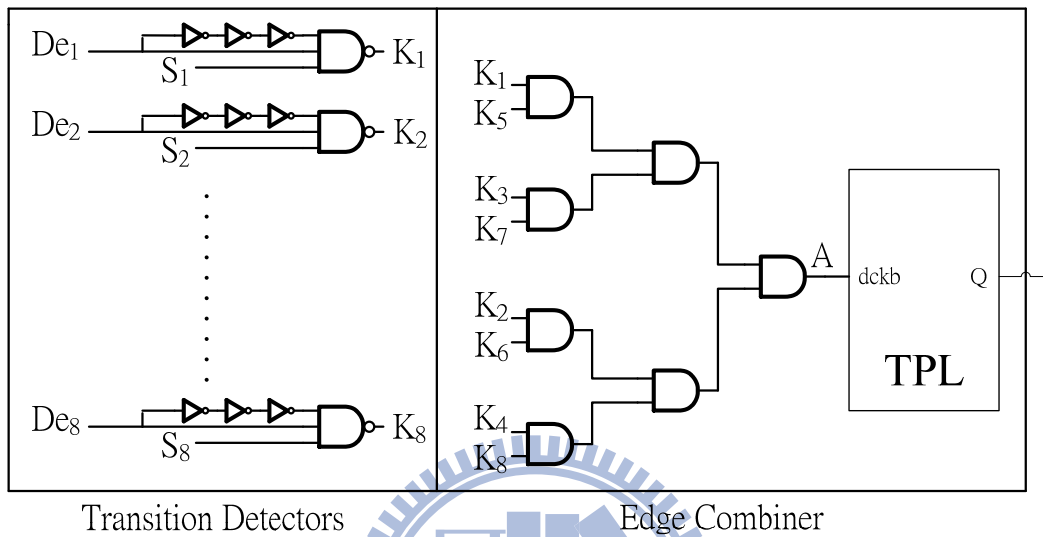 De₁
S₁
K₁
De₂
S₂
K₂
De₈
S₈
K₈
K₁
K₅
K₃
K₇
K₂
K₆
K₄
K₈
A
dckb
Q
TPL
Transition Detectors
Edge Combiner